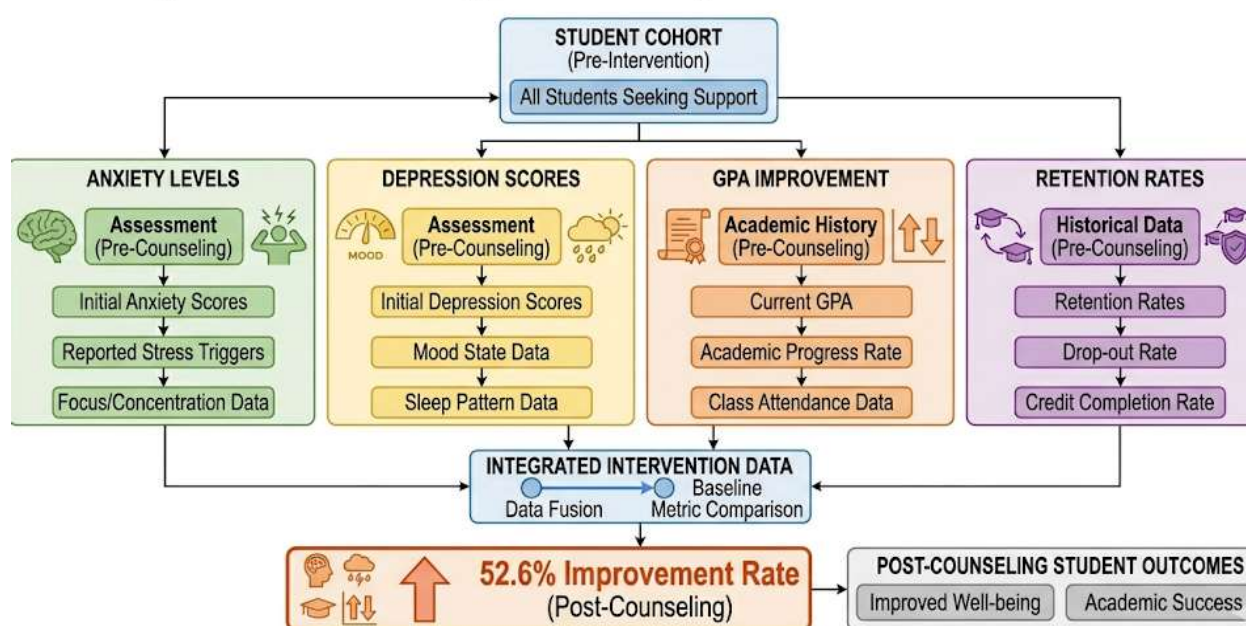 STUDENT COHORT
(Pre-Intervention)
All Students Seeking Support
ANXIETY LEVELS
Assessment
(Pre-Counseling)
Initial Anxiety Scores
Reported Stress Triggers
Focus/Concentration Data
DEPRESSION SCORES
MOOD
Assessment
(Pre-Counseling)
Initial Depression Scores
Mood State Data
Sleep Pattern Data
GPA IMPROVEMENT
Academic History
(Pre-Counseling)
Current GPA
Academic Progress Rate
Class Attendance Data
RETENTION RATES
Historical Data
(Pre-Counseling)
Retention Rates
Drop-out Rate
Credit Completion Rate
INTEGRATED INTERVENTION DATA
Data Fusion
Baseline
Metric Comparison
52.6% Improvement Rate
(Post-Counseling)
POST-COUNSELING STUDENT OUTCOMES
Improved Well-being
Academic Success